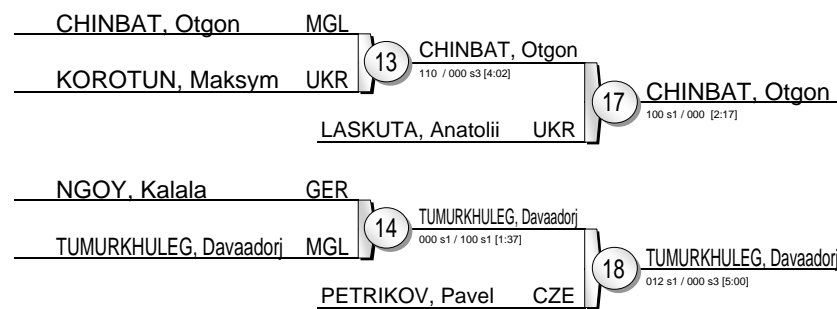 CHINBAT, Otgon MGL
13
CHINBAT, Otgon
110 / 000 s3 [4:02]
KOROTUN, Maksym UKR
17
CHINBAT, Otgon
100 s1 / 000 [2:17]
LASKUTA, Anatolii UKR
NGOY, Kalala GER
14
TUMURKHULEG, Davaadorj
000 s1 / 100 s1 [1:37]
TUMURKHULEG, Davaadorj MGL
18
TUMURKHULEG, Davaadorj
012 s1 / 000 s3 [5:00]
PETRIKOV, Pavel CZE